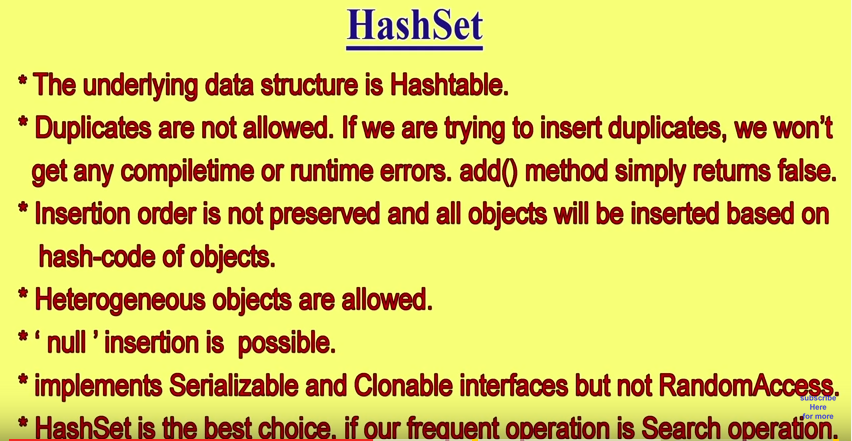 HashSet
* The underlying data structure is Hashtable.
* Duplicates are not allowed. If we are trying to insert duplicates, we won't
get any compiletime or runtime errors. add() method simply returns false.
* Insertion order is not preserved and all objects will be inserted based on
hash-code of objects.
* Heterogeneous objects are allowed.
* ‘ null ’ insertion is possible.
* implements Serializable and Clonable interfaces but not RandomAccess.
subscribe
Here
for more
* HashSet is the best choice, if our frequent operation is Search operation.